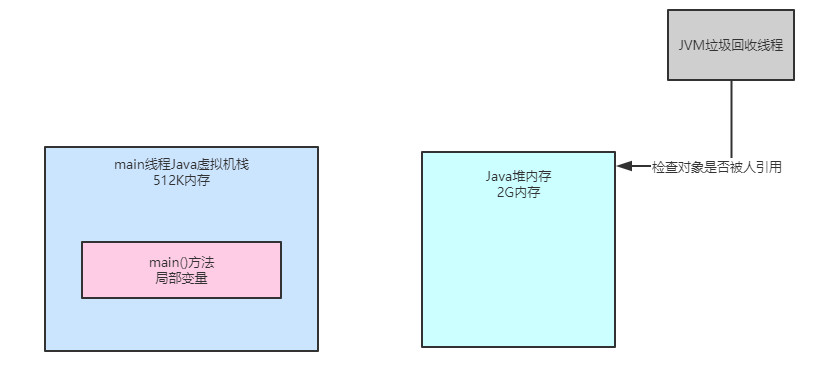 JVM垃圾回收线程
main线程Java虚拟机栈
512K内存
Java堆内存
2G内存
检查对象是否被人引用
main()方法
局部变量